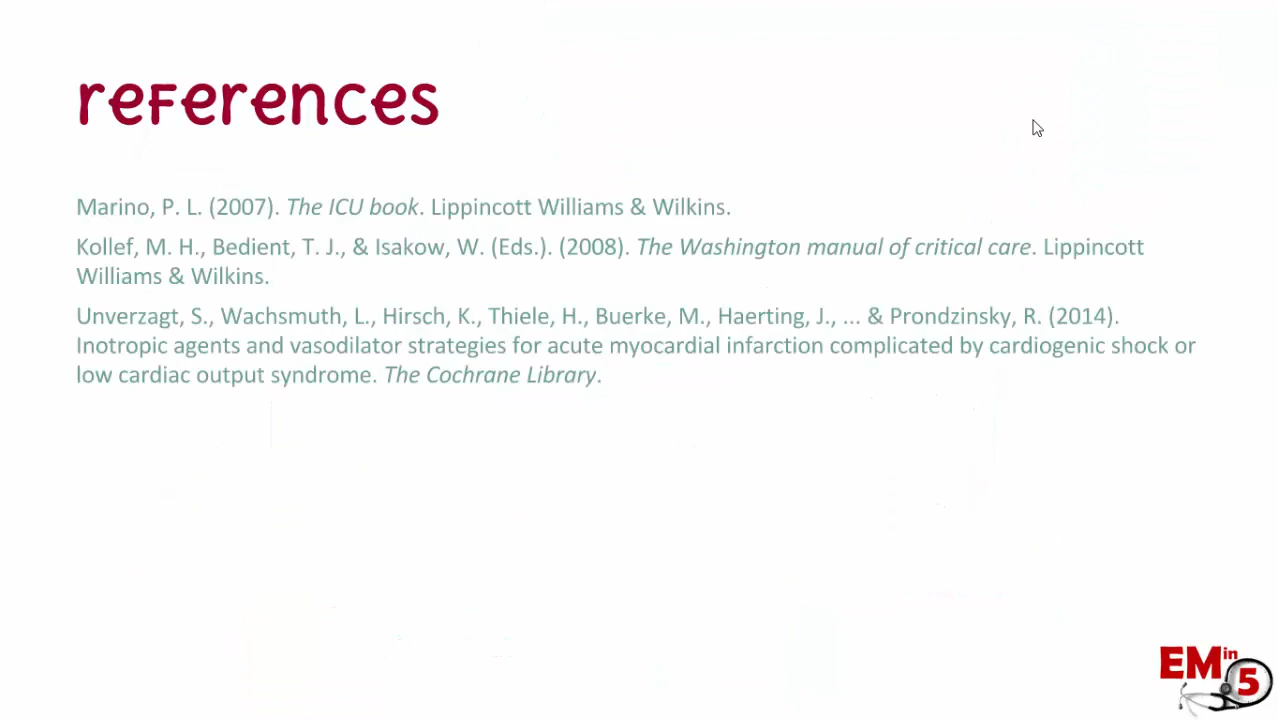 references
Marino, P. L. (2007). The ICU book. Lippincott Williams & Wilkins.
Kollef, M. H., Bedient, T. J., & Isakow, W. (Eds.). (2008). The Washington manual of critical care. Lippincott
Williams & Wilkins.
Unverzagt, S., Wachsmuth, L., Hirsch, K., Thiele, H., Buerke, M., Haerting, J., ... & Prondzinsky, R. (2014).
Inotropic agents and vasodilator strategies for acute myocardial infarction complicated by cardiogenic shock or
low cardiac output syndrome. The Cochrane Library.
EM in 5